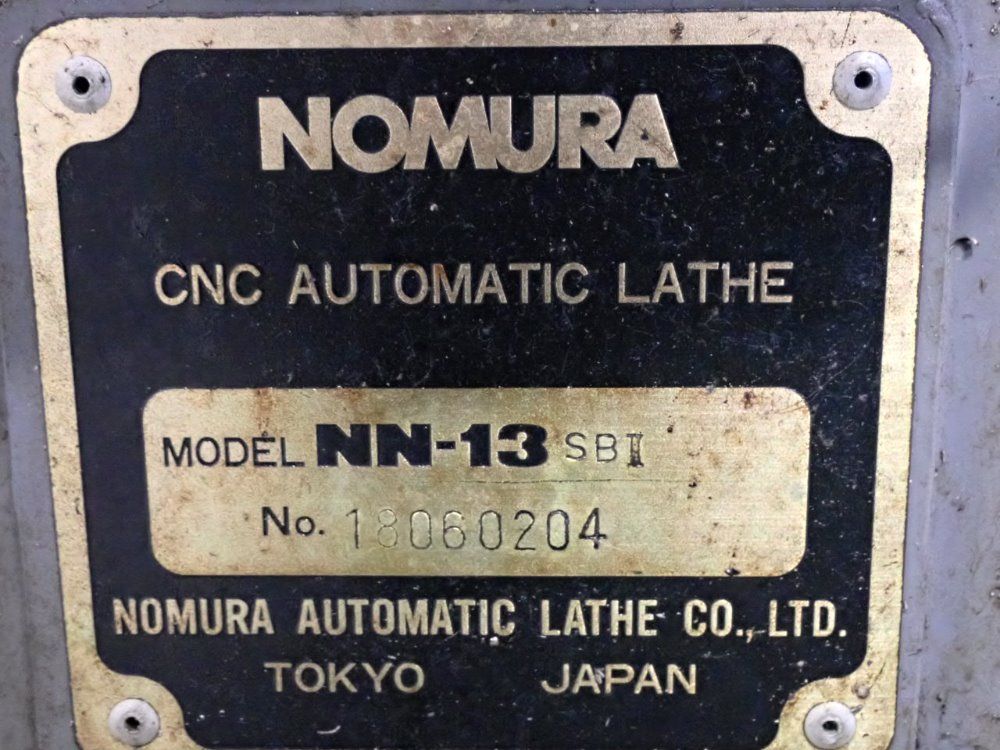 NOMURA
CNC AUTOMATIC LATHE
MODEL NN-13 SBII
No. 18060204
NOMURA AUTOMATIC LATHE CO., LTD.
TOKYO JAPAN